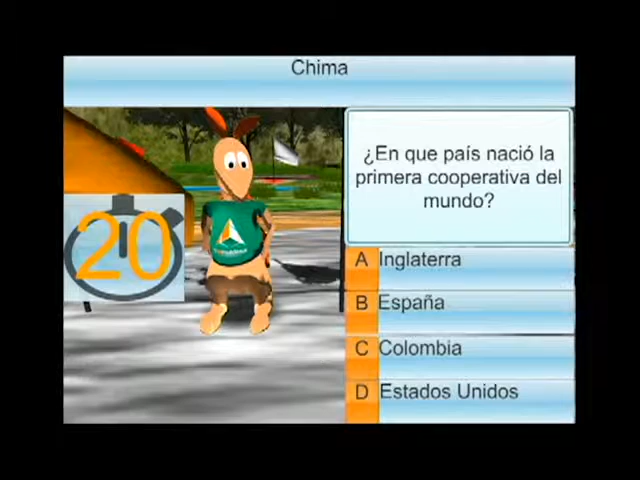 Chima
¿En que país nació la
primera cooperativa del
mundo?
20
A Inglaterra
B España
C Colombia
D Estados Unidos